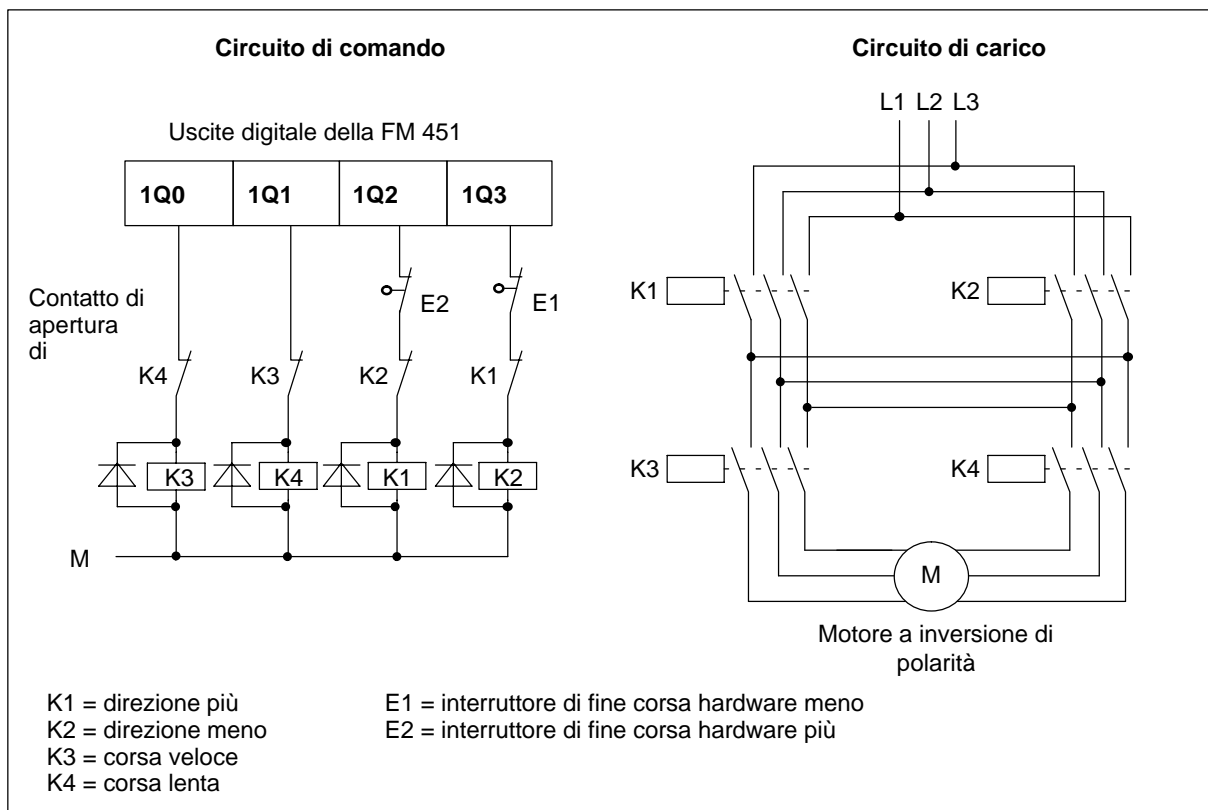 Circuito di comando
Circuito di carico
L1 L2 L3
Uscite digitale della FM 451
1Q0 1Q1 1Q2 1Q3
K1
K2
Contatto di
apertura
di
E2
E1
K4
K3
K2
K1
K3
K4
K1
K2
K3
K4
M
M
Motore a inversione di
polarità
K1 = direzione più
K2 = direzione meno
K3 = corsa veloce
K4 = corsa lenta
E1 = interruttore di fine corsa hardware meno
E2 = interruttore di fine corsa hardware più